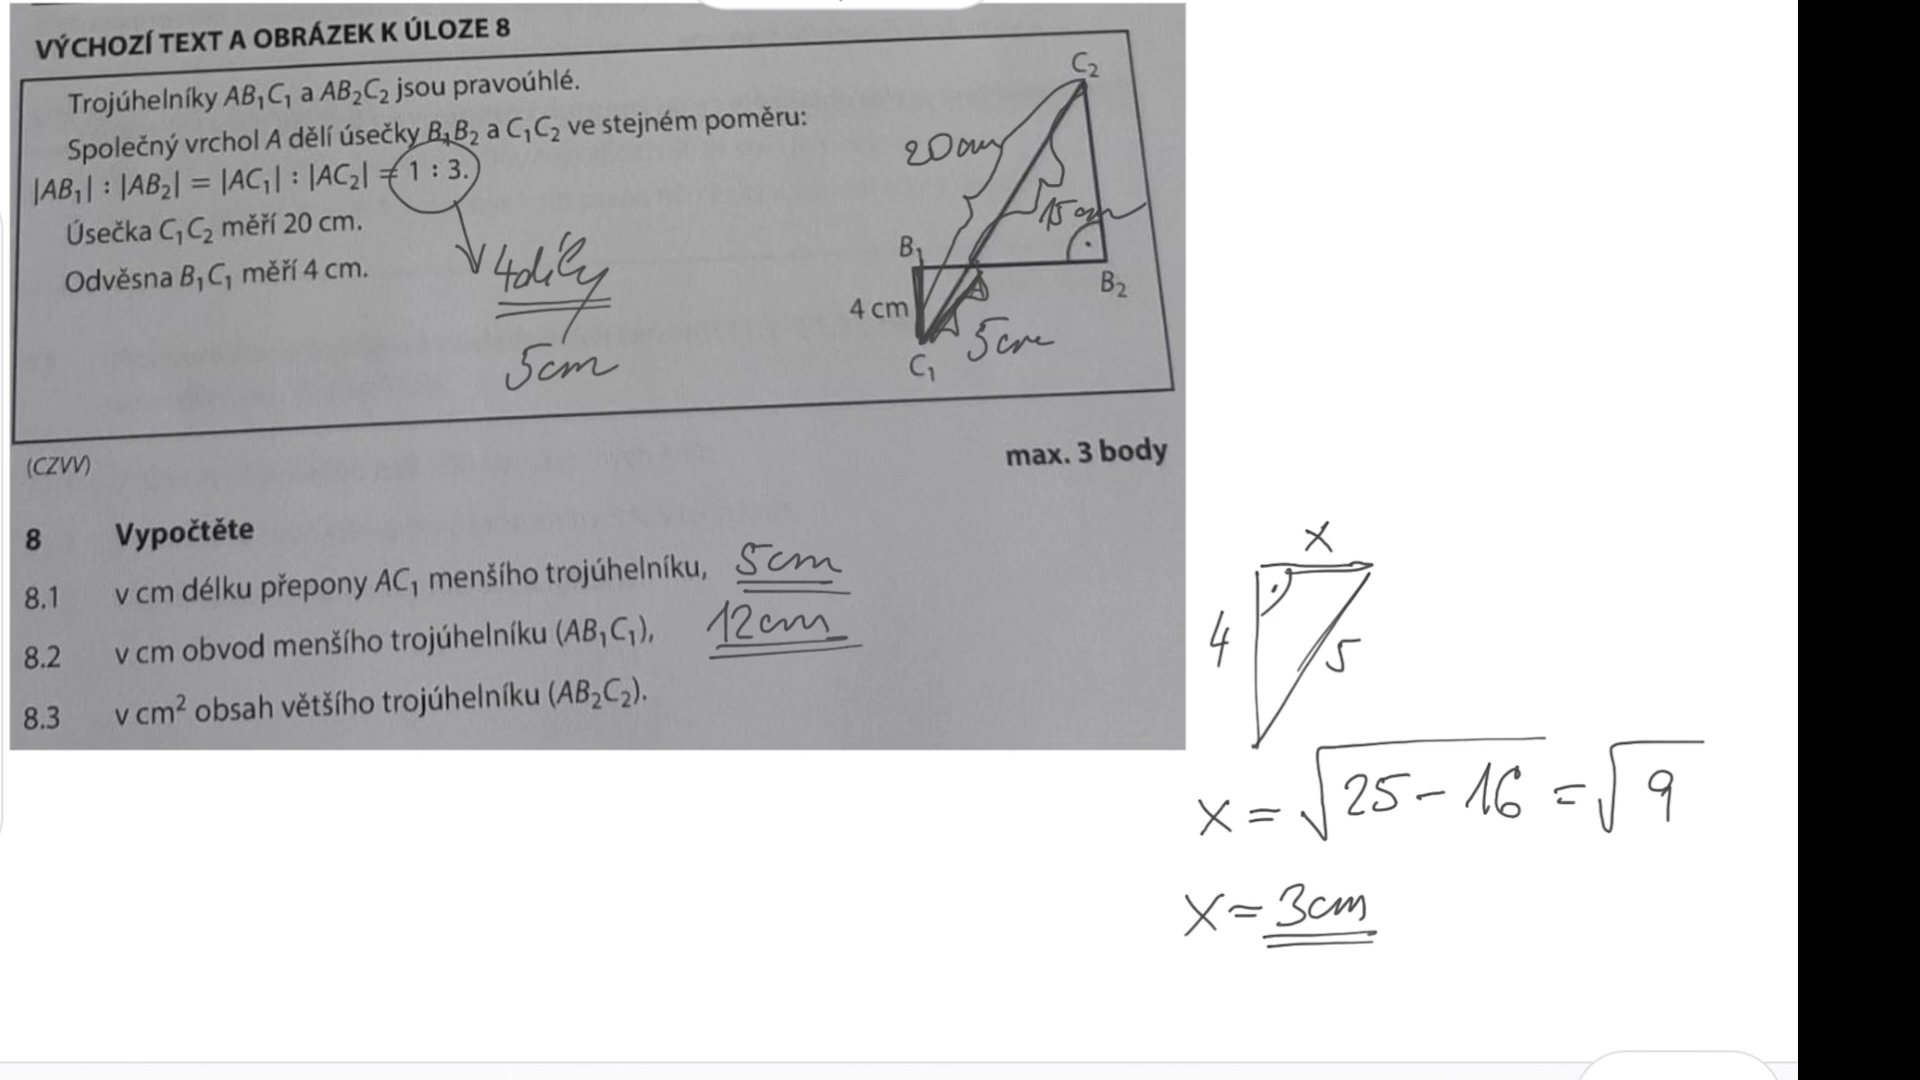 VÝCHOZÍ TEXT A OBRÁZEK K ÚLOZE 8
Trojúhelníky AB₁C₁ a AB₂C₂ jsou pravoúhlé.
Společný vrchol A dělí úsečky B₁B₂ a C₁C₂ ve stejném poměru:
|AB₁| : |AB₂| = |AC₁| : |AC₂| = 1 : 3.
Úsečka C₁C₂ měří 20 cm.
Odvěsna B₁C₁ měří 4 cm.
4 díly
5cm
C₂
20cm
15cm
B₁
B₂
A
4 cm
5cm
C₁
(CZVV)
max. 3 body
8 Vypočtěte
8.1 v cm délku přepony AC₁ menšího trojúhelníku, 5cm
8.2 v cm obvod menšího trojúhelníku (AB₁C₁), 12cm
8.3 v cm² obsah většího trojúhelníku (AB₂C₂).
x
4
5
x = √25 - 16 = √9
x = 3cm